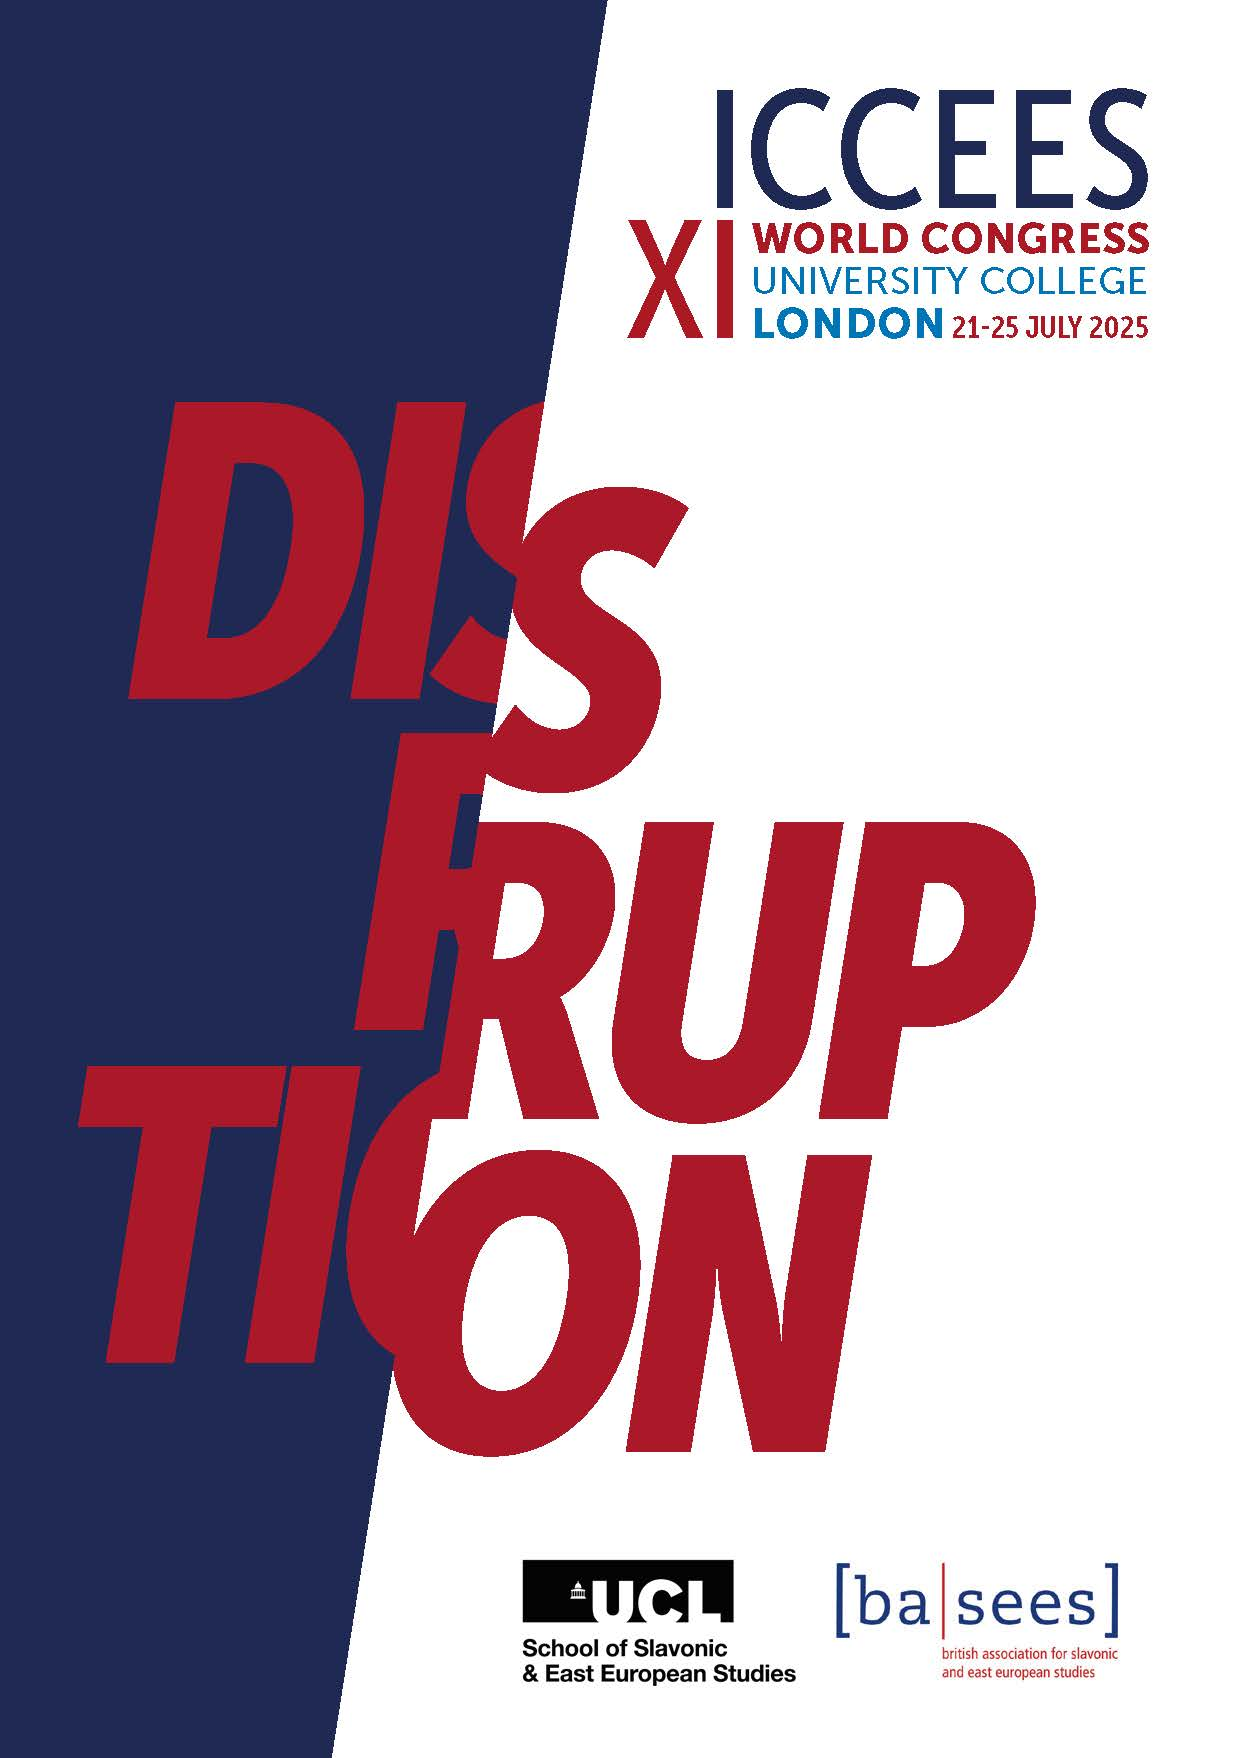 ICCEES
XI WORLD CONGRESS
UNIVERSITY COLLEGE
LONDON 21-25 JULY 2025
DIS
RUP
TION
UCL
School of Slavonic
& East European Studies
[ba|sees]
british association for slavonic
and east european studies